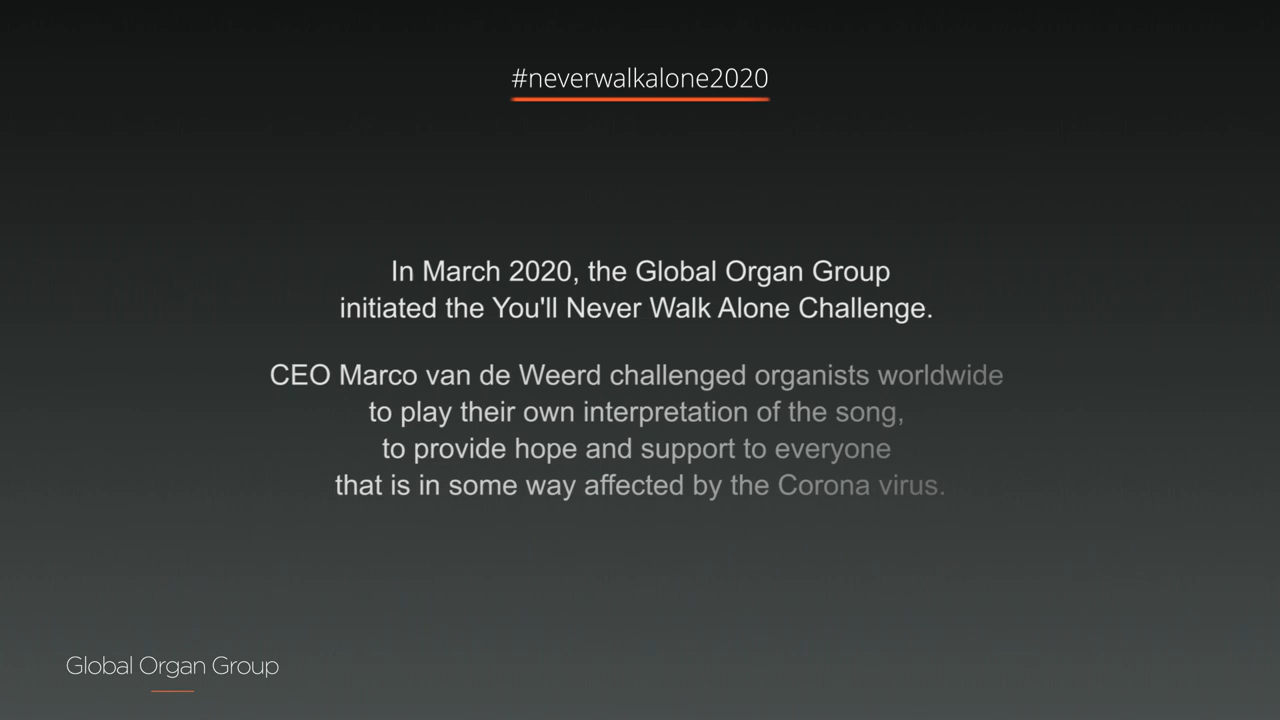 #neverwalkalone2020
In March 2020, the Global Organ Group
initiated the You'll Never Walk Alone Challenge.
CEO Marco van de Weerd challenged organists worldwide
to play their own interpretation of the song,
to provide hope and support to everyone
that is in some way affected by the Corona virus.
Global Organ Group